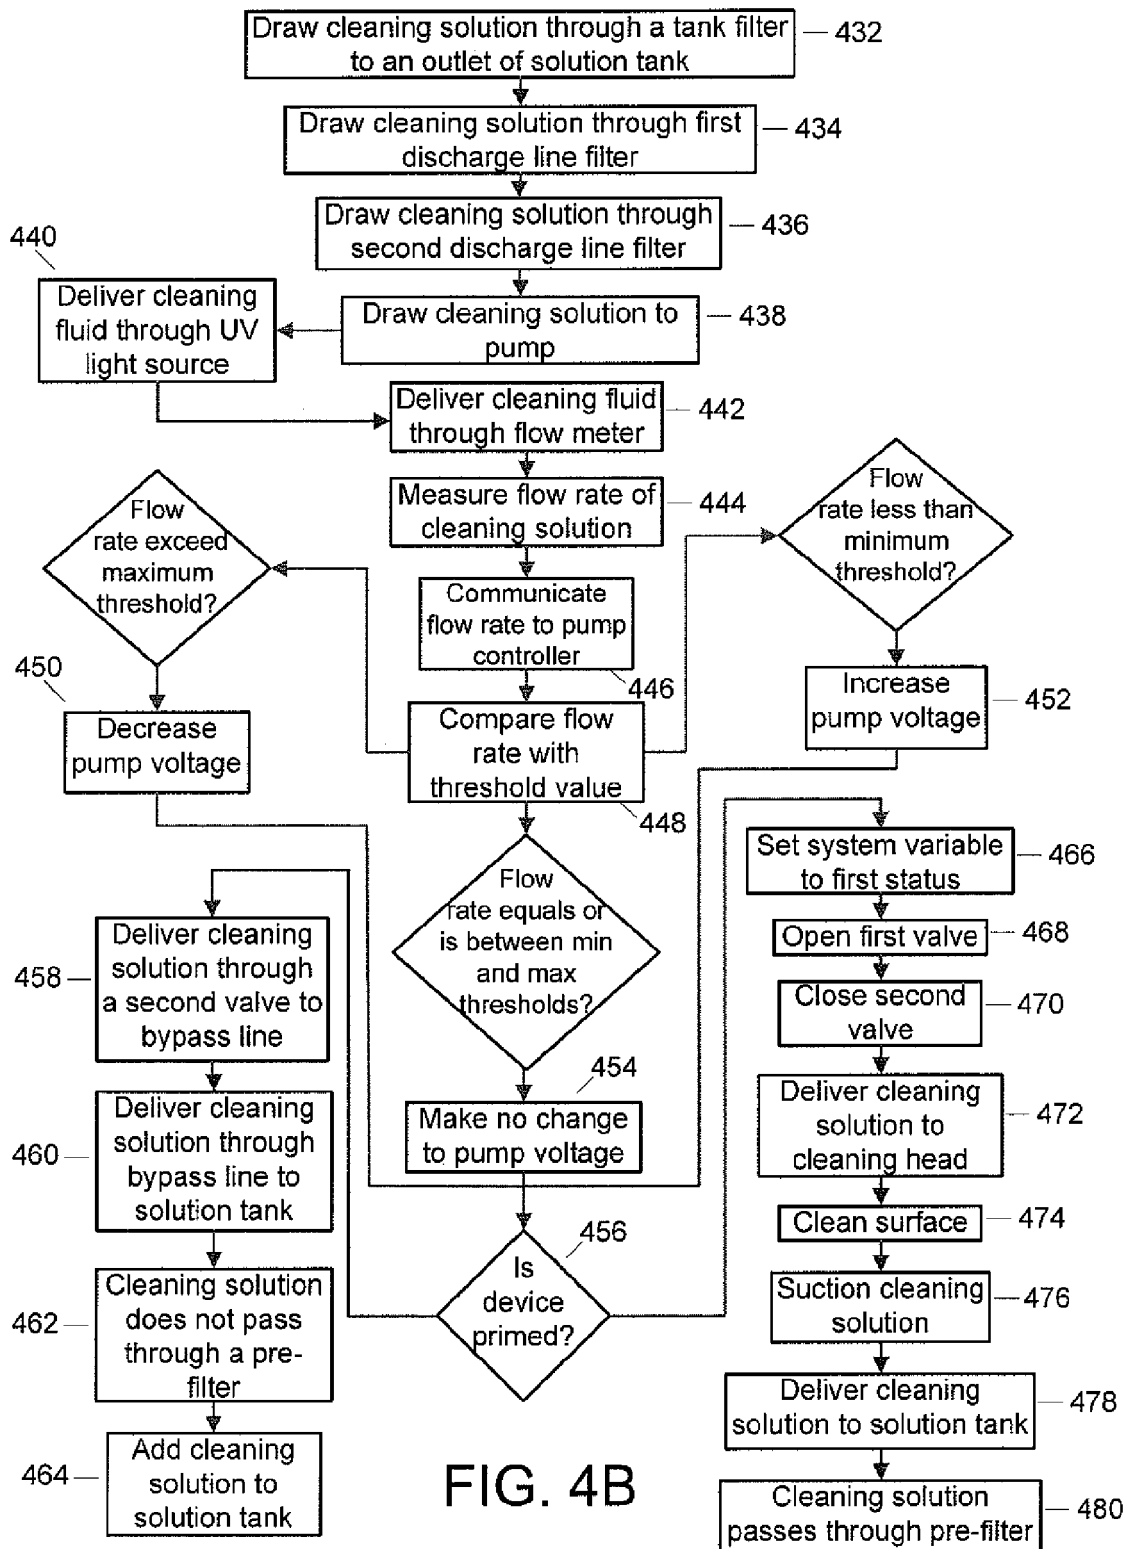 Draw cleaning solution through a tank filter
to an outlet of solution tank
432
Draw cleaning solution through first
discharge line filter
434
Draw cleaning solution through
second discharge line filter
436
Draw cleaning solution to
pump
438
440
Deliver cleaning
fluid through UV
light source
Deliver cleaning fluid
through flow meter
442
Measure flow rate of
cleaning solution
444
Communicate
flow rate to pump
controller
446
Compare flow
rate with
threshold value
448
Flow
rate exceed
maximum
threshold?
450
Decrease
pump voltage
Flow
rate less than
minimum
threshold?
Increase
pump voltage
452
Flow
rate equals or
is between min
and max
thresholds?
454
Make no change
to pump voltage
456
Is
device
primed?
458
Deliver cleaning
solution through
a second valve to
bypass line
460
Deliver cleaning
solution through
bypass line to
solution tank
462
Cleaning solution
does not pass
through a pre-
filter
464
Add cleaning
solution to
solution tank
Set system variable
to first status
466
Open first valve
468
Close second
valve
470
Deliver cleaning
solution to
cleaning head
472
Clean surface
474
Suction cleaning
solution
476
Deliver cleaning
solution to solution tank
478
Cleaning solution
passes through pre-filter
480
FIG. 4B